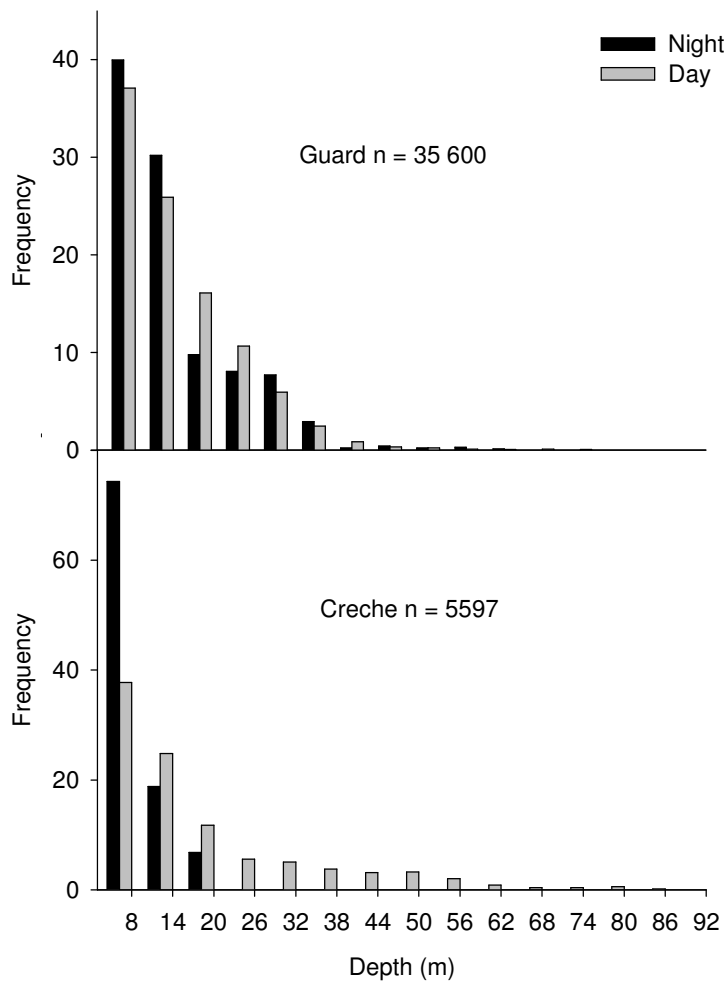 Night
Day
40
30
20
10
0
Frequency
Guard n = 35 600
60
40
20
0
Frequency
Creche n = 5597
8 14 20 26 32 38 44 50 56 62 68 74 80 86 92
Depth (m)